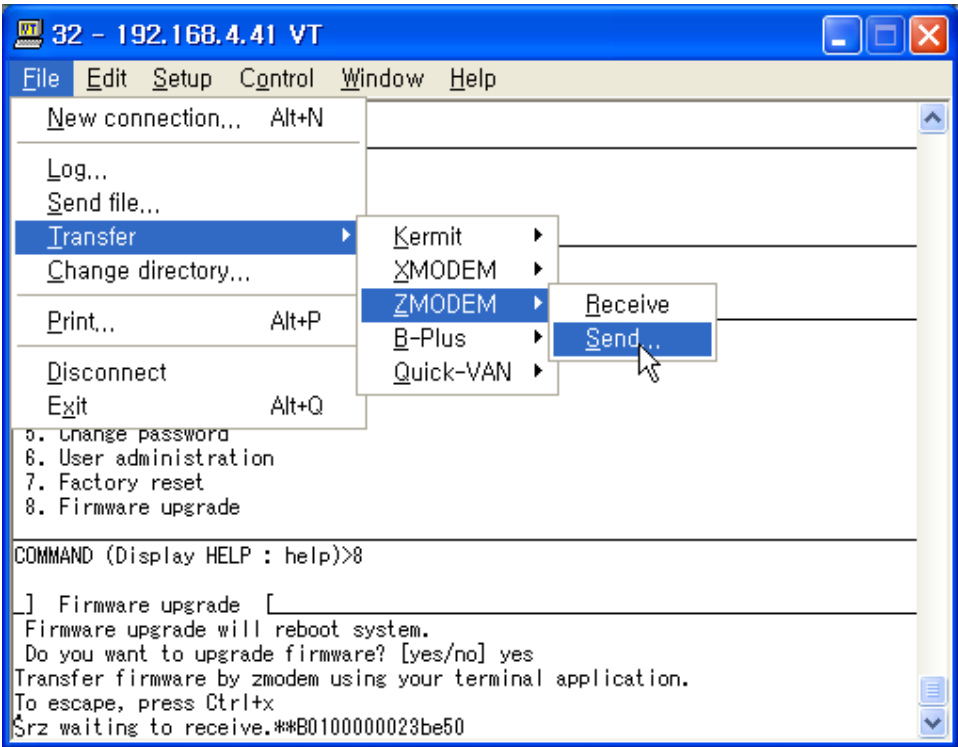 32 - 192.168.4.41 VT
File Edit Setup Control Window Help
New connection... Alt+N
Log...
Send file...
Transfer
Change directory...
Print... Alt+P
Disconnect
Exit Alt+Q
Kermit
XMODEM
ZMODEM
B-Plus
Quick-VAN
Receive
Send...
5. Change password
6. User administration
7. Factory reset
8. Firmware upgrade
COMMAND (Display HELP : help)>8
_] Firmware upgrade [
Firmware upgrade will reboot system.
Do you want to upgrade firmware? [yes/no] yes
Transfer firmware by zmodem using your terminal application.
To escape, press Ctrl+x
rz waiting to receive.**B0100000023be50